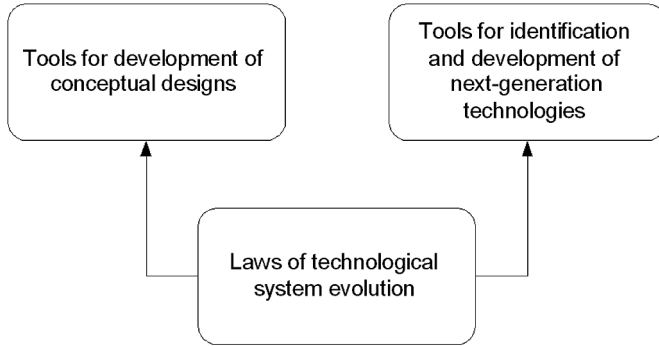 Tools for development of
conceptual designs
Tools for identification
and development of
next-generation
technologies
Laws of technological
system evolution